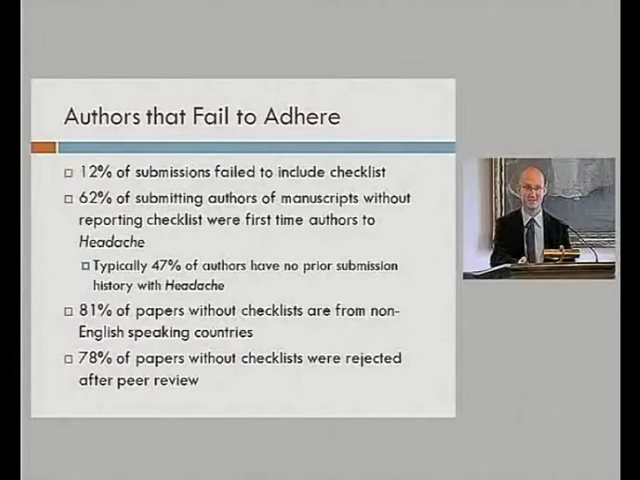 Authors that Fail to Adhere
12% of submissions failed to include checklist
62% of submitting authors of manuscripts without
reporting checklist were first time authors to
Headache
Typically 47% of authors have no prior submission
history with Headache
81% of papers without checklists are from non-
English speaking countries
78% of papers without checklists were rejected
after peer review